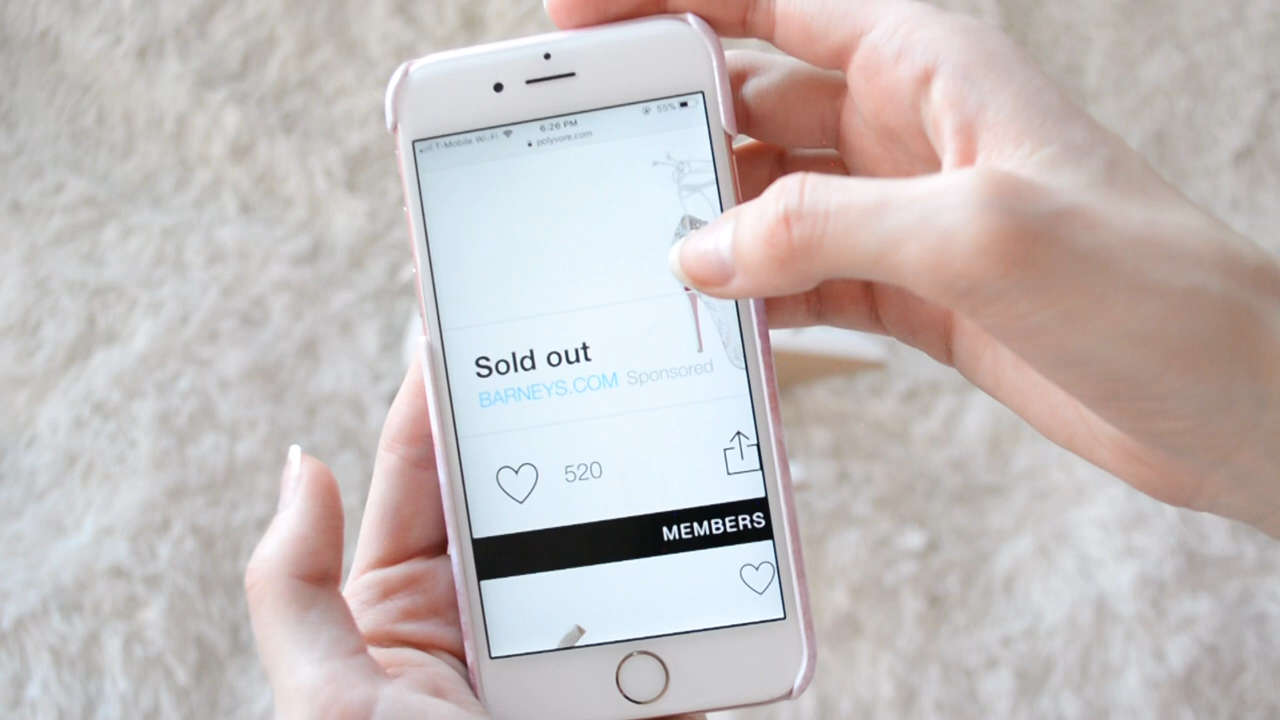 T-Mobile Wi-Fi 6:26 PM 55%
polyvore.com
Sold out
BARNEYS.COM Sponsored
520
MEMBERS